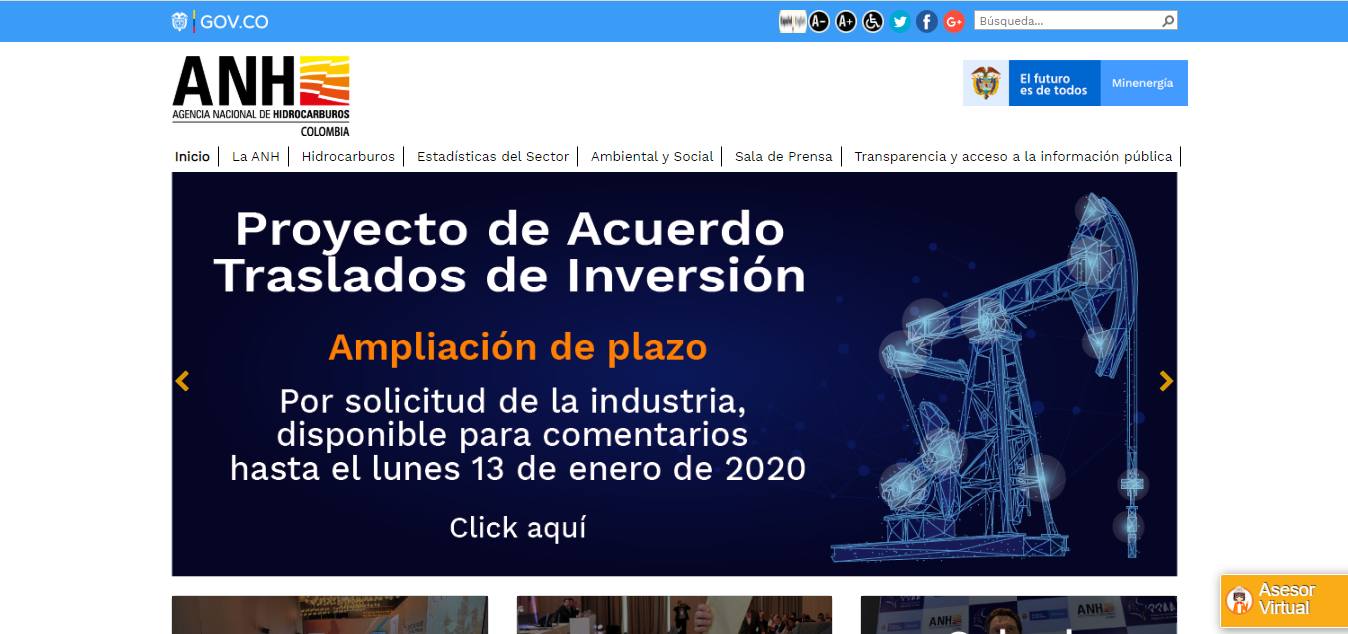 GOV.CO
A-
A+
Búsqueda...
ANH
AGENCIA NACIONAL DE HIDROCARBUROS
COLOMBIA
El futuro
es de todos
Minenergía
Inicio
La ANH
Hidrocarburos
Estadísticas del Sector
Ambiental y Social
Sala de Prensa
Transparencia y acceso a la información pública
Proyecto de Acuerdo
Traslados de Inversión
Ampliación de plazo
Por solicitud de la industria,
disponible para comentarios
hasta el lunes 13 de enero de 2020
Click aquí
Asesor
Virtual
ANH
ANH